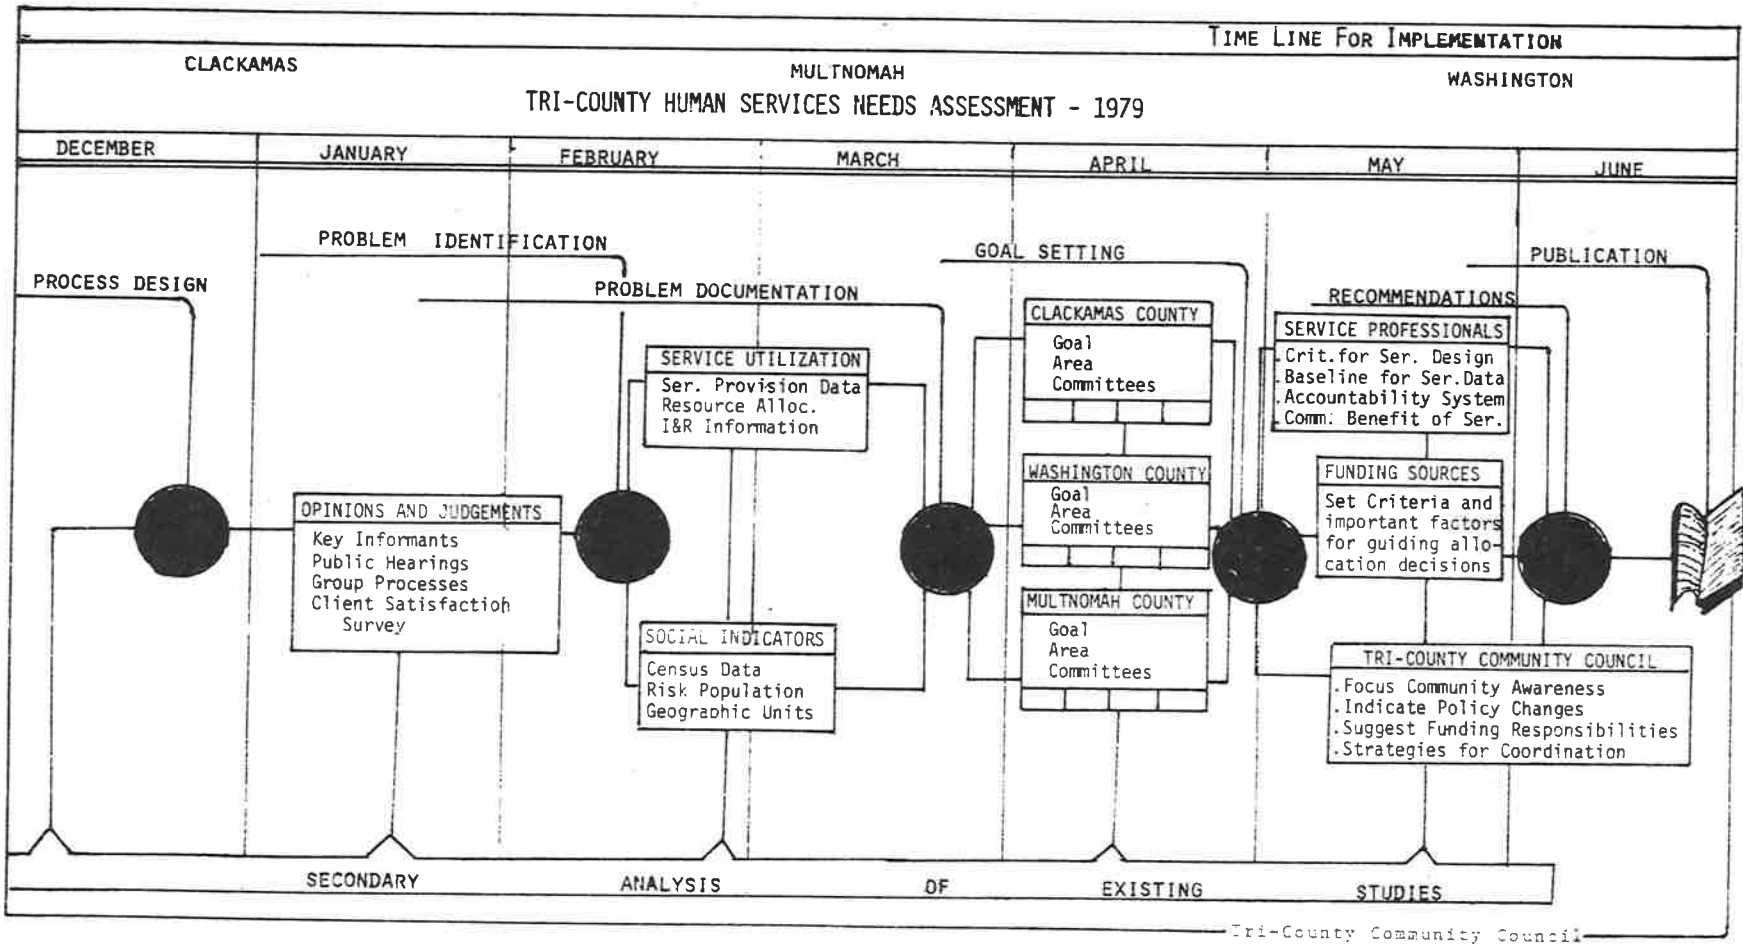 TIME LINE FOR IMPLEMENTATION
CLACKAMAS
MULTNOMAH
WASHINGTON
TRI-COUNTY HUMAN SERVICES NEEDS ASSESSMENT - 1979
DECEMBER
JANUARY
FEBRUARY
MARCH
APRIL
MAY
JUNE
PROCESS DESIGN
PROBLEM IDENTIFICATION
PROBLEM DOCUMENTATION
GOAL SETTING
RECOMMENDATIONS
PUBLICATION
OPINIONS AND JUDGEMENTS
Key Informants
Public Hearings
Group Processes
Client Satisfaction
Survey
SERVICE UTILIZATION
Ser. Provision Data
Resource Alloc.
I&R Information
SOCIAL INDICATORS
Census Data
Risk Population
Geographic Units
CLACKAMAS COUNTY
Goal
Area
Committees
WASHINGTON COUNTY
Goal
Area
Committees
MULTNOMAH COUNTY
Goal
Area
Committees
SERVICE PROFESSIONALS
.Crit.for Ser. Design
.Baseline for Ser.Data
.Accountability System
.Comm. Benefit of Ser.
FUNDING SOURCES
Set Criteria and
important factors
for guiding allo-
cation decisions
TRI-COUNTY COMMUNITY COUNCIL
.Focus Community Awareness
.Indicate Policy Changes
.Suggest Funding Responsibilities
.Strategies for Coordination
SECONDARY ANALYSIS OF EXISTING STUDIES
Tri-County Community Council